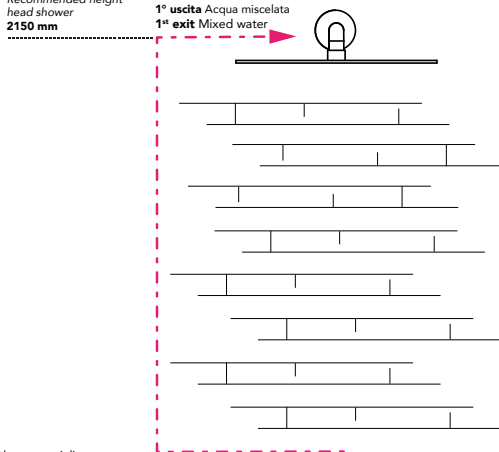 Recommended height
head shower
2150 mm
1° uscita Acqua miscelata
1st exit Mixed water